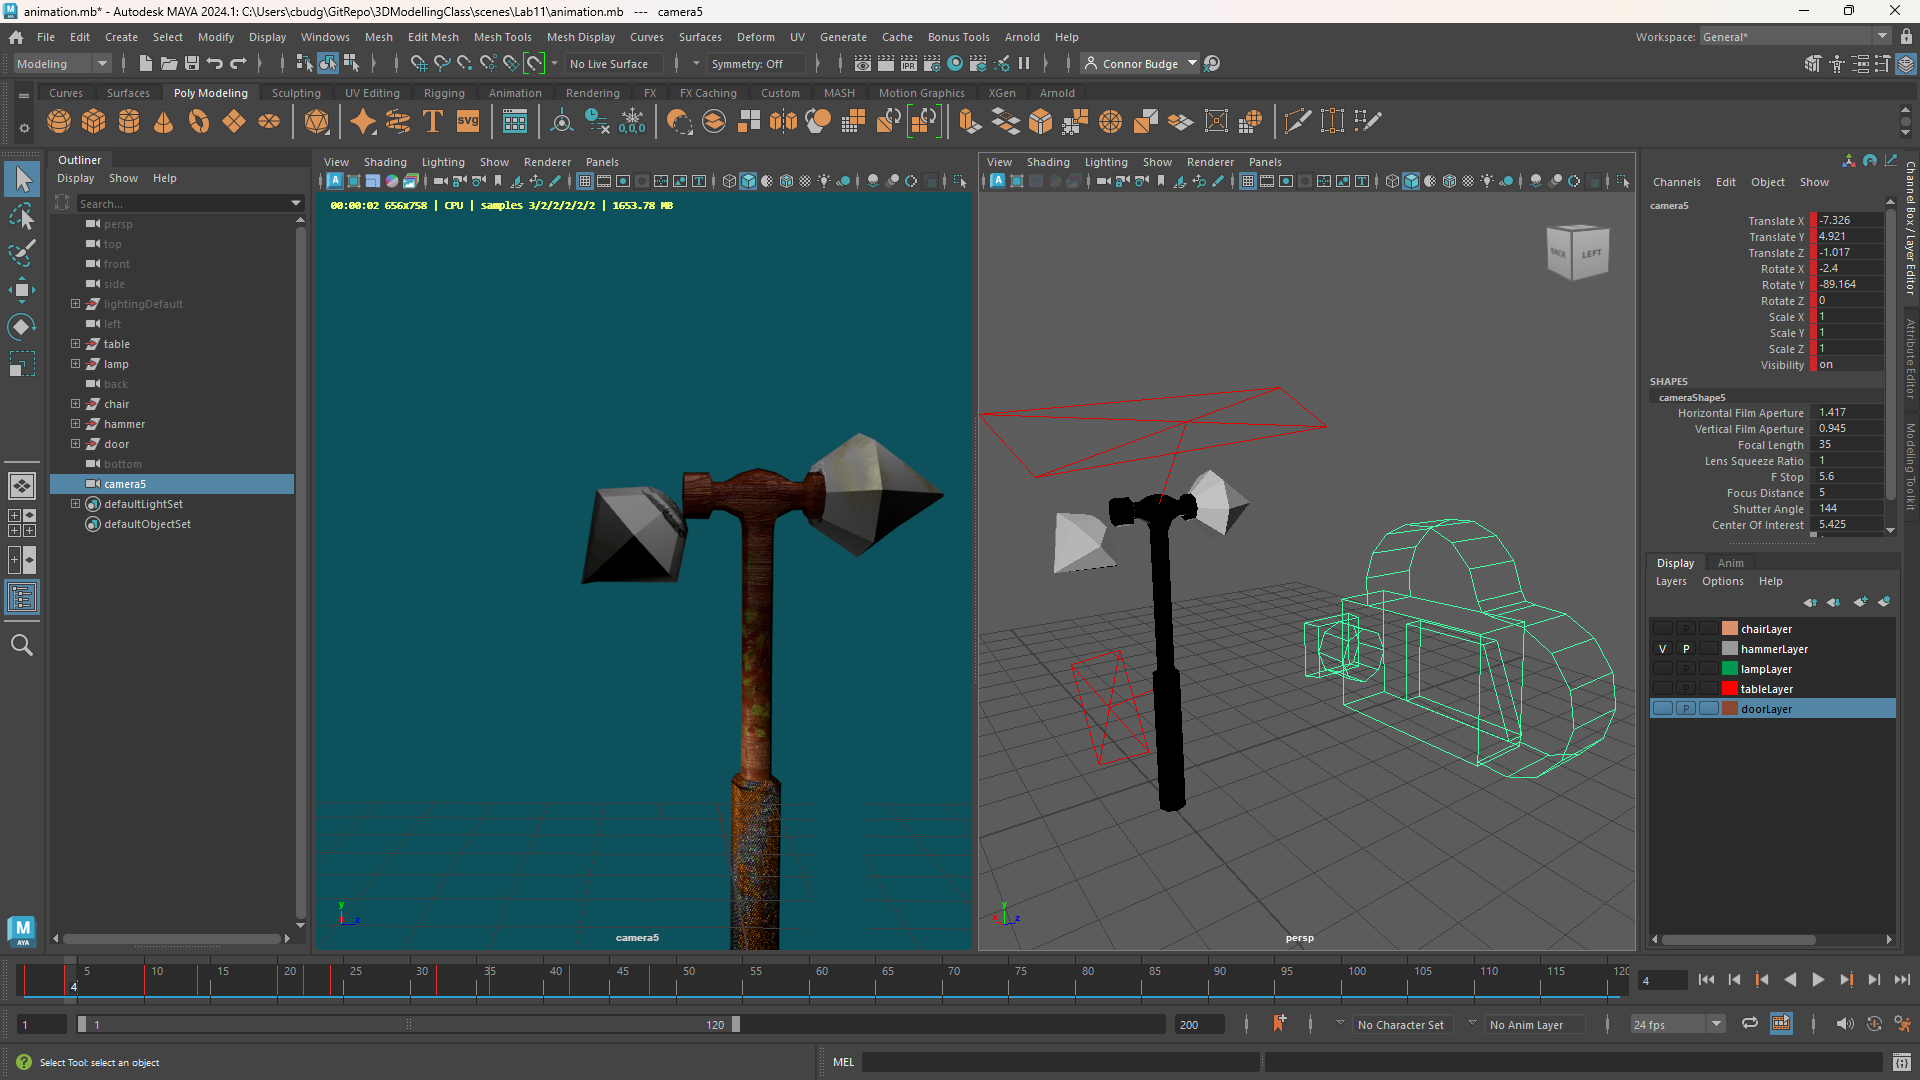 animation.mb* - Autodesk MAYA 2024.1: C:\Users\cbudg\GitRepo\3DModellingClass\scenes\Lab11\animation.mb --- camera5
File Edit Create Select Modify Display Windows Mesh Edit Mesh Mesh Tools Mesh Display Curves Surfaces Deform UV Generate Cache Bonus Tools Arnold Help
Workspace: General*
Modeling No Live Surface Symmetry: Off Connor Budge
Curves Surfaces Poly Modeling Sculpting UV Editing Rigging Animation Rendering FX FX Caching Custom MASH Motion Graphics XGen Arnold
Outliner
Display Show Help
Search...
persp
top
front
side
lightingDefault
left
table
lamp
back
chair
hammer
door
bottom
camera5
defaultLightSet
defaultObjectSet
View Shading Lighting Show Renderer Panels
00:00:02 656x758 | CPU | samples 3/2/2/2/2/2 | 1653.78 MB
camera5
View Shading Lighting Show Renderer Panels
BACK LEFT
persp
Channels Edit Object Show
camera5
Translate X -7.326
Translate Y 4.921
Translate Z -1.017
Rotate X -2.4
Rotate Y -89.164
Rotate Z 0
Scale X 1
Scale Y 1
Scale Z 1
Visibility on
SHAPES
cameraShape5
Horizontal Film Aperture 1.417
Vertical Film Aperture 0.945
Focal Length 35
Lens Squeeze Ratio 1
F Stop 5.6
Focus Distance 5
Shutter Angle 144
Center Of Interest 5.425
Channel Box / Layer Editor
Attribute Editor
Modeling Toolkit
Display Anim
Layers Options Help
P chairLayer
V P hammerLayer
P lampLayer
P tableLayer
P doorLayer
5 10 15 20 25 30 35 40 45 50 55 60 65 70 75 80 85 90 95 100 105 110 115 120
4
4
1 1 120 200 No Character Set No Anim Layer 24 fps
Select Tool: select an object
MEL